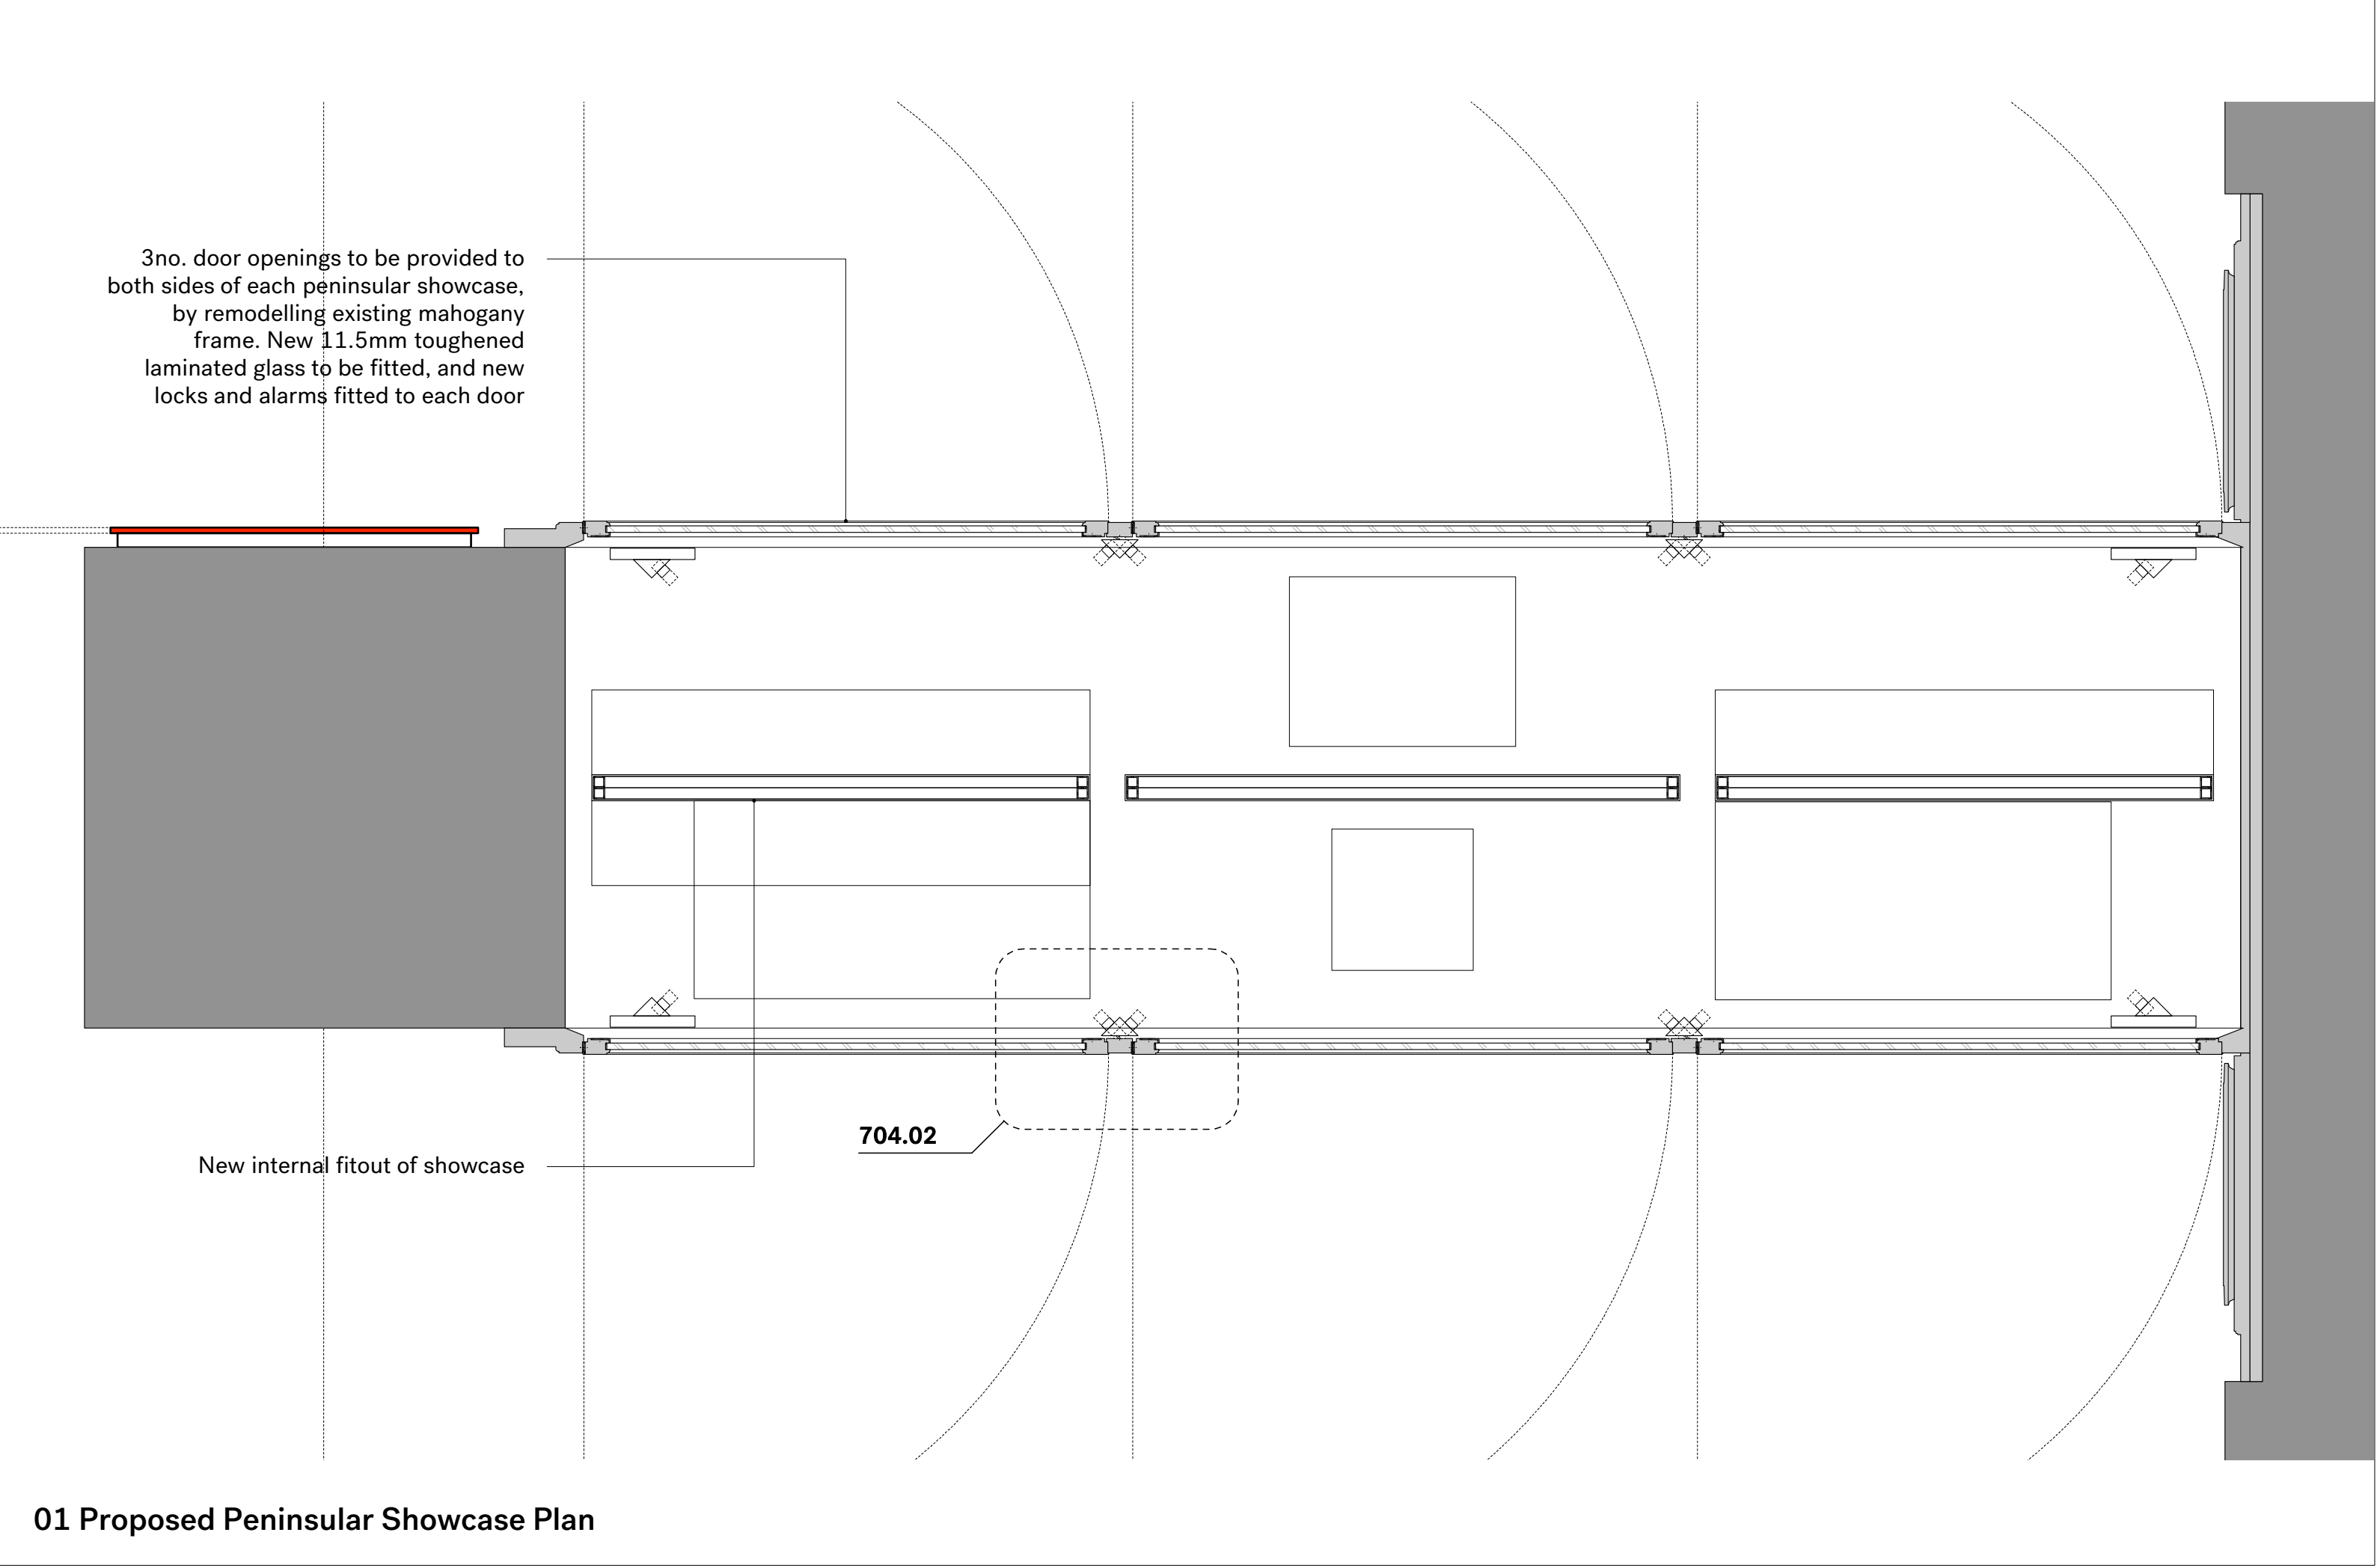 3no. door openings to be provided to
both sides of each peninsular showcase,
by remodelling existing mahogany
frame. New 11.5mm toughened
laminated glass to be fitted, and new
locks and alarms fitted to each door
704.02
New internal fitout of showcase
01 Proposed Peninsular Showcase Plan